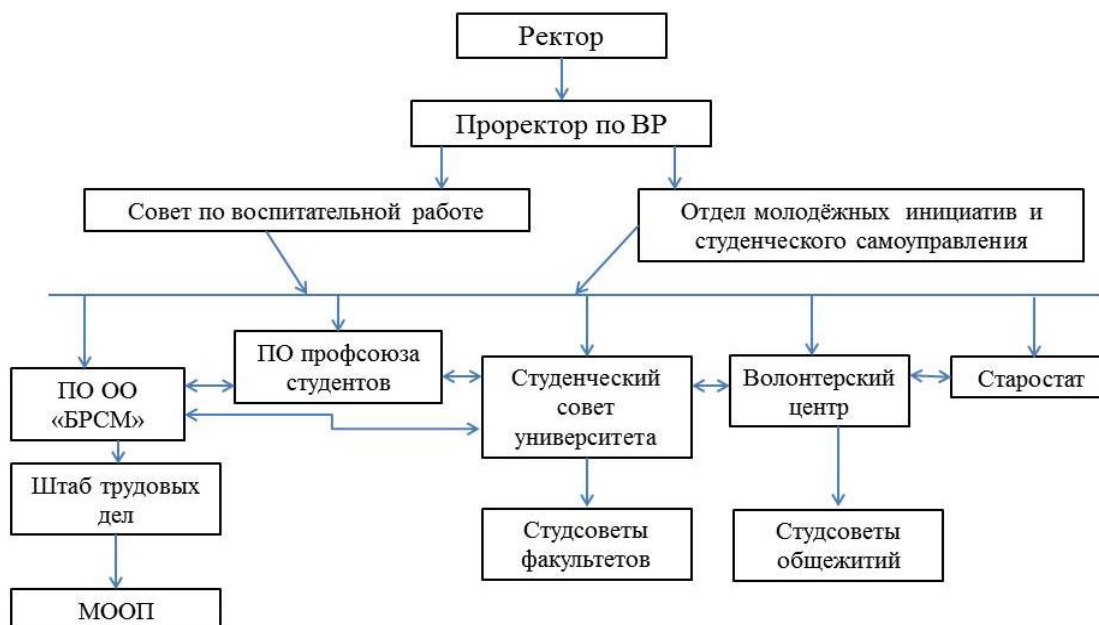 Ректор
Проректор по ВР
Совет по воспитательной работе
Отдел молодёжных инициатив и
студенческого самоуправления
ПО ОО
«БРСМ»
ПО профсоюза
студентов
Студенческий
совет
университета
Волонтерский
центр
Старостат
Штаб трудовых
дел
Студсоветы
факультетов
Студсоветы
общежитий
МООП